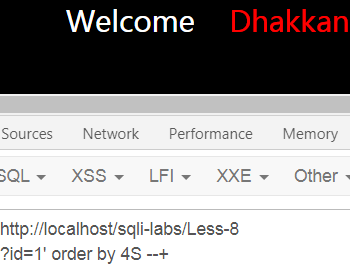 Welcome Dhakkan
Sources Network Performance Memory
SQL XSS LFI XXE Other
http://localhost/sqli-labs/Less-8
?id=1' order by 4S --+